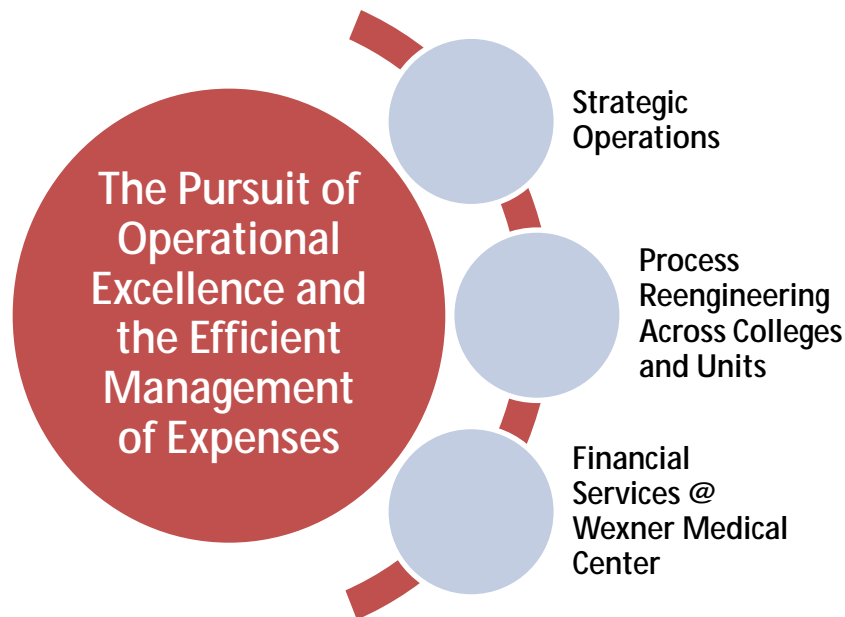 The Pursuit of
Operational
Excellence and
the Efficient
Management
of Expenses
Strategic
Operations
Process
Reengineering
Across Colleges
and Units
Financial
Services @
Wexner Medical
Center